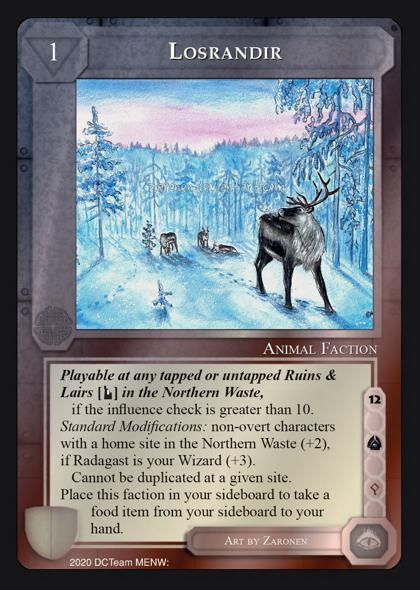 1
LOSRANDIR
ANIMAL FACTION
Playable at any tapped or untapped Ruins &
Lairs [] in the Northern Waste,
if the influence check is greater than 10.
Standard Modifications: non-overt characters
with a home site in the Northern Waste (+2),
if Radagast is your Wizard (+3).
Cannot be duplicated at a given site.
Place this faction in your sideboard to take a
food item from your sideboard to your
hand.
12
ART BY ZARONEN
2020 DCTeam MENW: